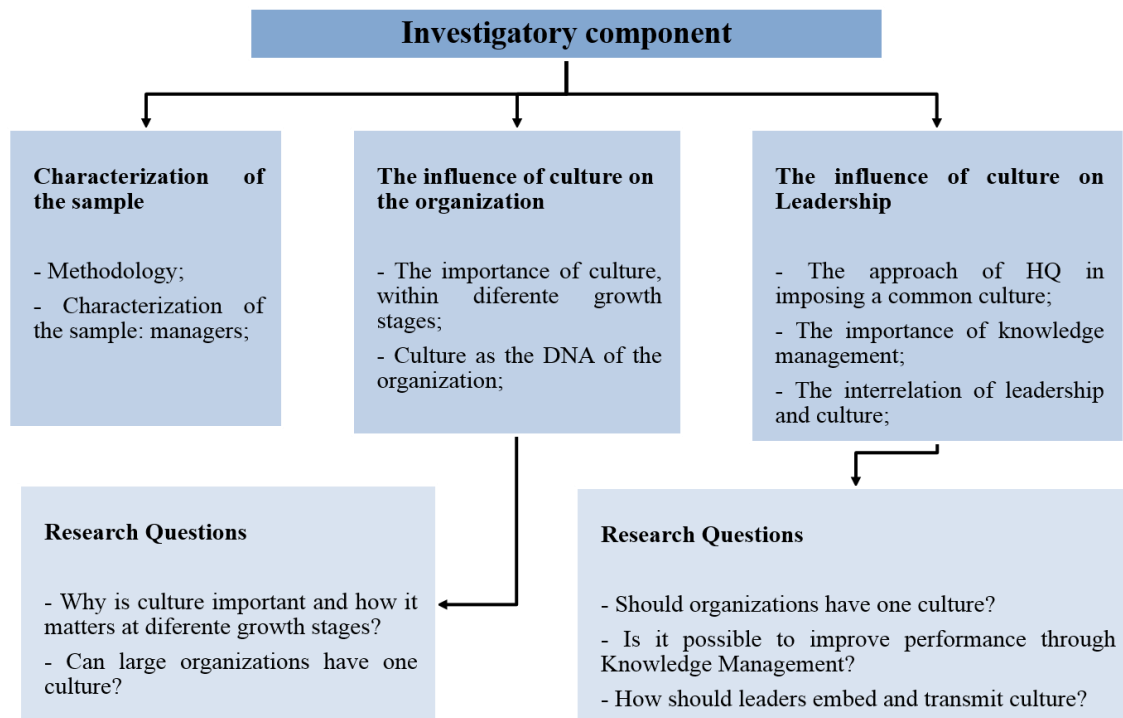 Investigatory component
Characterization of
the sample
- Methodology;
- Characterization of
the sample: managers;
The influence of culture on
the organization
- The importance of culture,
within diferente growth
stages;
- Culture as the DNA of the
organization;
The influence of culture on
Leadership
- The approach of HQ in
imposing a common culture;
- The importance of knowledge
management;
- The interrelation of leadership
and culture;
Research Questions
- Why is culture important and how it
matters at diferente growth stages?
- Can large organizations have one
culture?
Research Questions
- Should organizations have one culture?
- Is it possible to improve performance through
Knowledge Management?
- How should leaders embed and transmit culture?